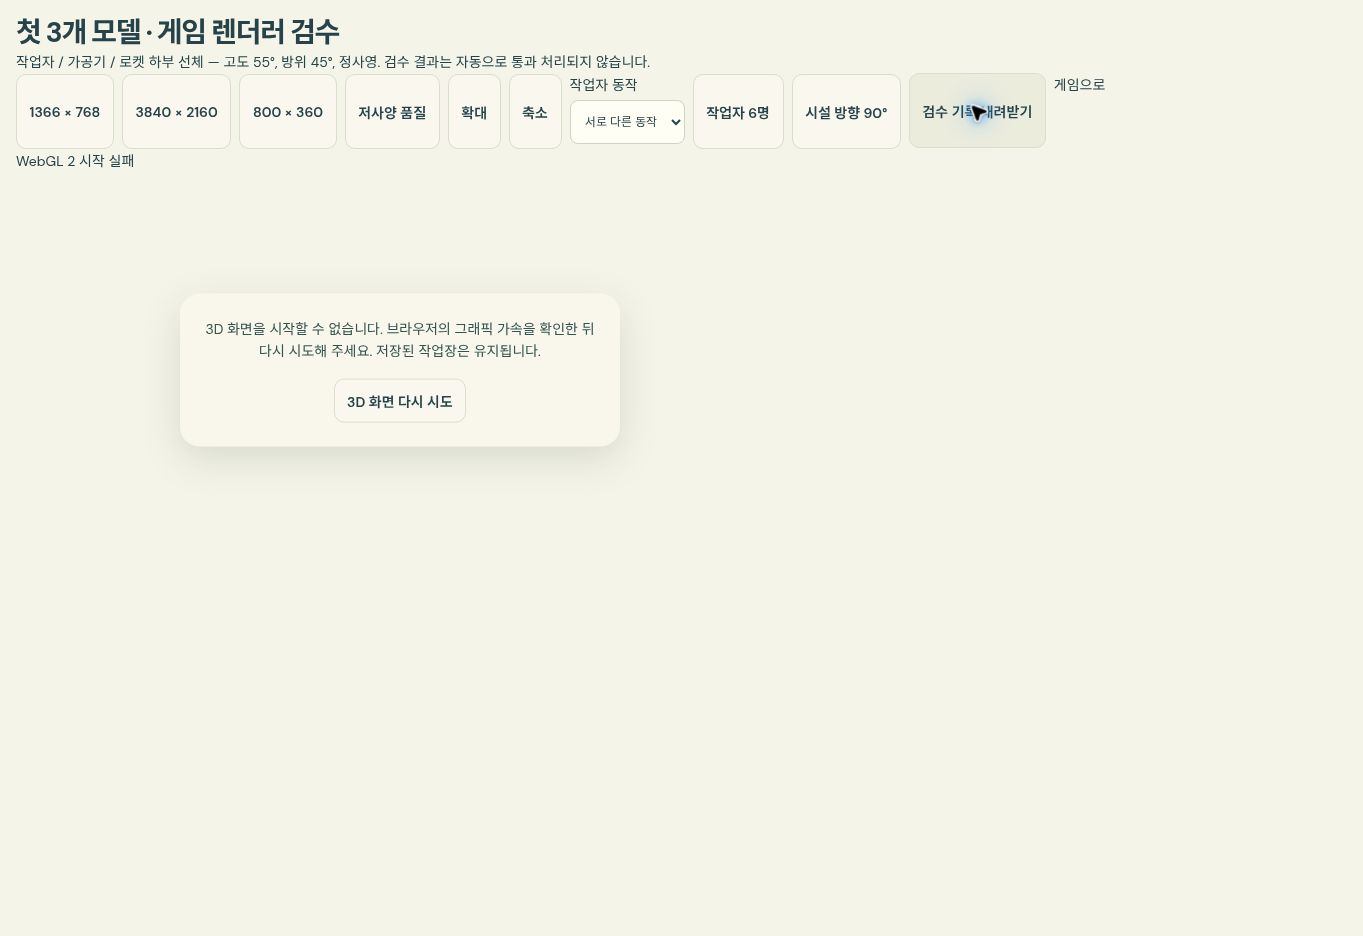 첫 3개 모델 · 게임 렌더러 검수
작업자 / 가공기 / 로켓 하부 선체 — 고도 55°, 방위 45°, 정사영. 검수 결과는 자동으로 통과 처리되지 않습니다.
1366 × 768
3840 × 2160
800 × 360
저사양 품질
확대
축소
작업자 동작
서로 다른 동작
작업자 6명
시설 방향 90°
검수 내려받기
게임으로
WebGL 2 시작 실패
3D 화면을 시작할 수 없습니다. 브라우저의 그래픽 가속을 확인한 뒤
다시 시도해 주세요. 저장된 작업장은 유지됩니다.
3D 화면 다시 시도